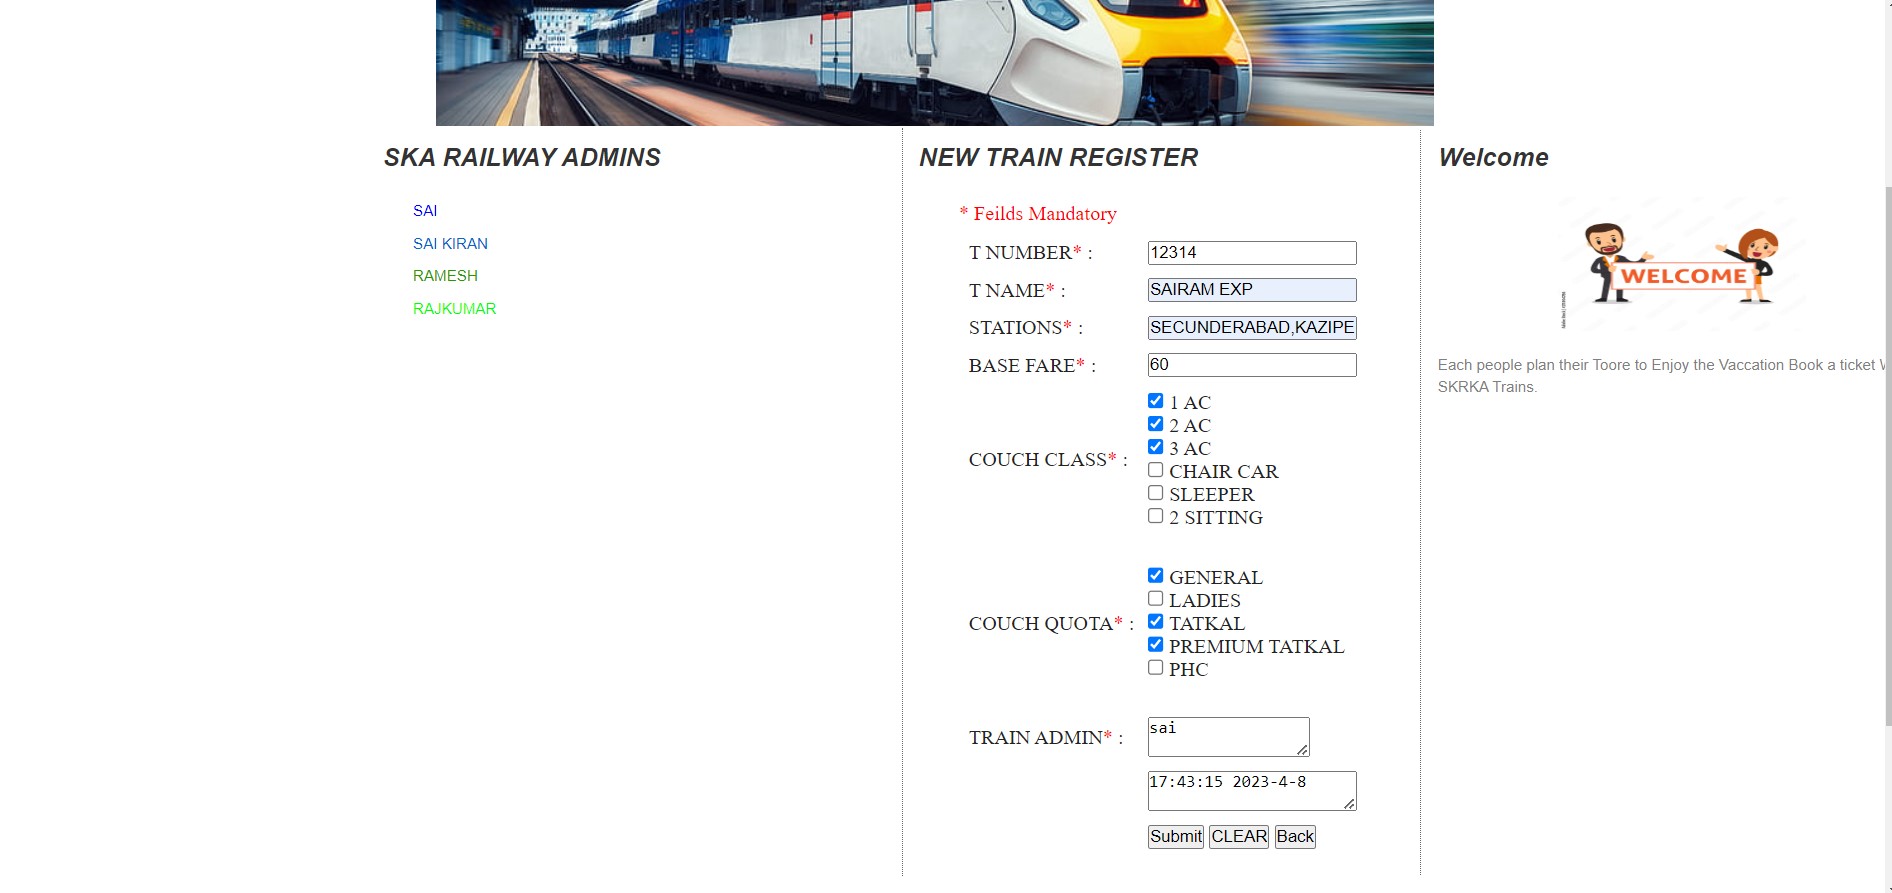 SKA RAILWAY ADMINS
SAI
SAI KIRAN
RAMESH
RAJKUMAR
NEW TRAIN REGISTER
* Feilds Mandatory
T NUMBER* : 12314
T NAME* : SAIRAM EXP
STATIONS* : SECUNDERABAD,KAZIPE
BASE FARE* : 60
COUCH CLASS* :
1 AC
2 AC
3 AC
CHAIR CAR
SLEEPER
2 SITTING
COUCH QUOTA* :
GENERAL
LADIES
TATKAL
PREMIUM TATKAL
PHC
TRAIN ADMIN* : sai
17:43:15 2023-4-8
Submit CLEAR Back
Welcome
WELCOME
Each people plan their Toore to Enjoy the Vaccation Book a ticket
SKRKA Trains.